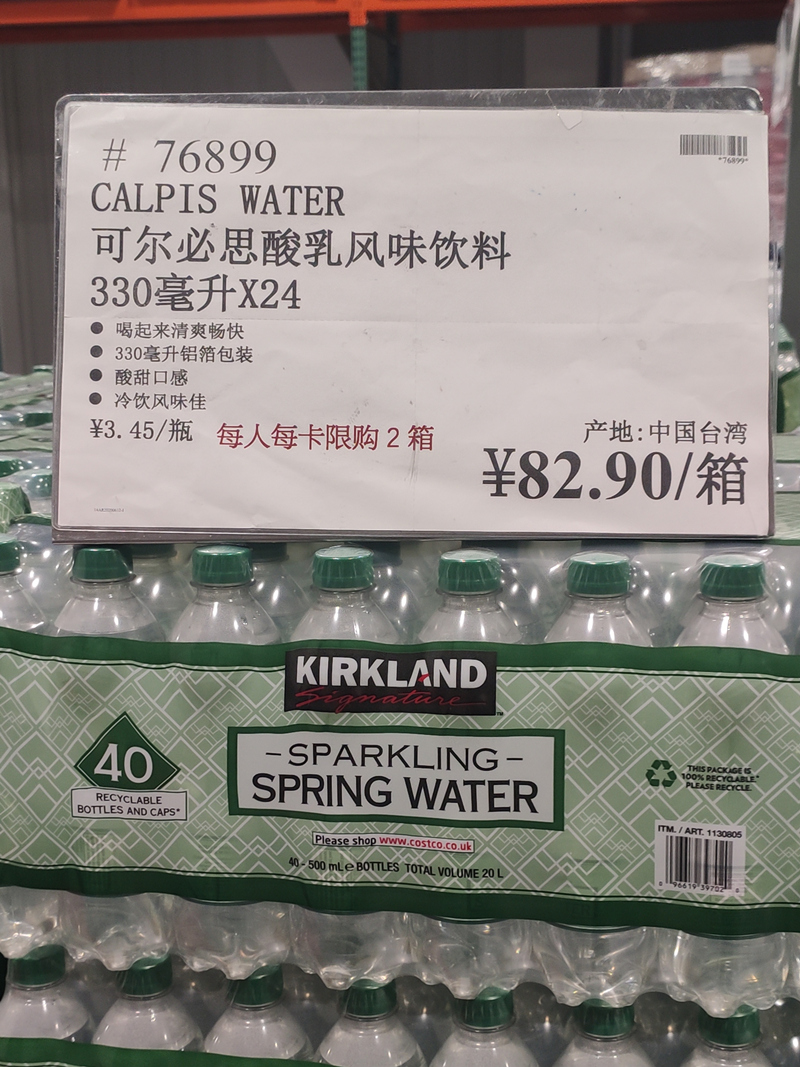 # 76899
*76899*
CALPIS WATER
可尔必思酸乳风味饮料
330毫升X24
● 喝起来清爽畅快
● 330毫升铝箔包装
● 酸甜口感
● 冷饮风味佳
¥3.45/瓶 每人每卡限购 2 箱
产地:中国台湾
¥82.90/箱
KIRKLAND
Signature
40
RECYCLABLE
BOTTLES AND CAPS*
-SPARKLING-
SPRING WATER
THIS PACKAGE IS
100% RECYCLABLE.*
PLEASE RECYCLE.
Please shop www.costco.co.uk
40 - 500 mL e BOTTLES TOTAL VOLUME 20 L
ITM. / ART. 1130805
0 96619 39702 0